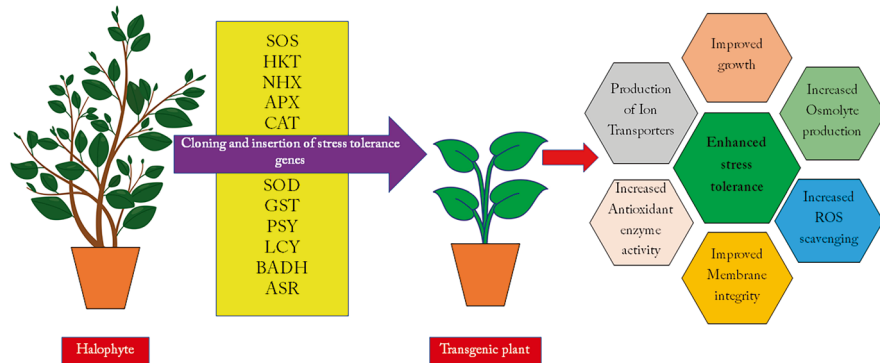 SOS
HKT
NHX
APX
CAT
Cloning and insertion of stress tolerance
genes
SOD
GST
PSY
LCY
BADH
ASR
Halophyte
Transgenic plant
Improved
growth
Production
of Ion
Transporters
Increased
Osmolyte
production
Enhanced
stress
tolerance
Increased
Antioxidant
enzyme
activity
Increased
ROS
scavenging
Improved
Membrane
integrity